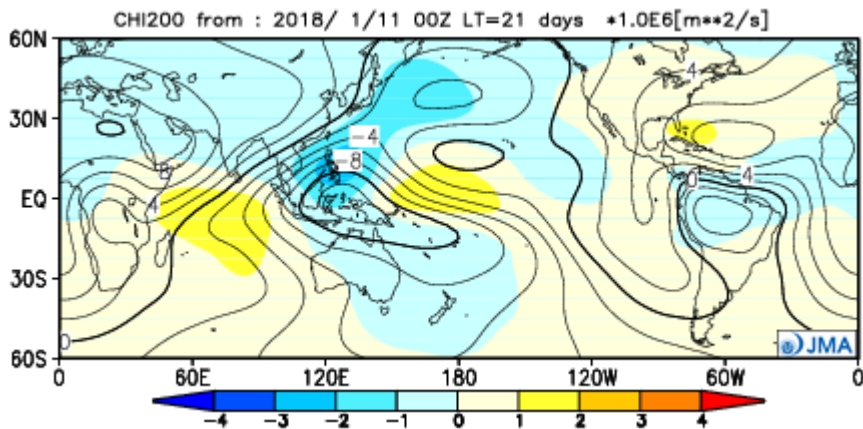 CHI200 from : 2018/ 1/11 00Z LT=21 days *1.0E6[m**2/s]
60N
30N
EQ
30S
60S
4
-4
-8
8
4
0
4
0
JMA
0 60E 120E 180 120W 60W 0
-4 -3 -2 -1 0 1 2 3 4